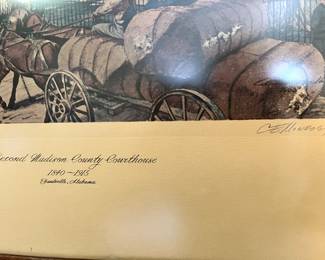 Second Madison County Courthouse
1840 ~ 1915
Huntsville, Alabama